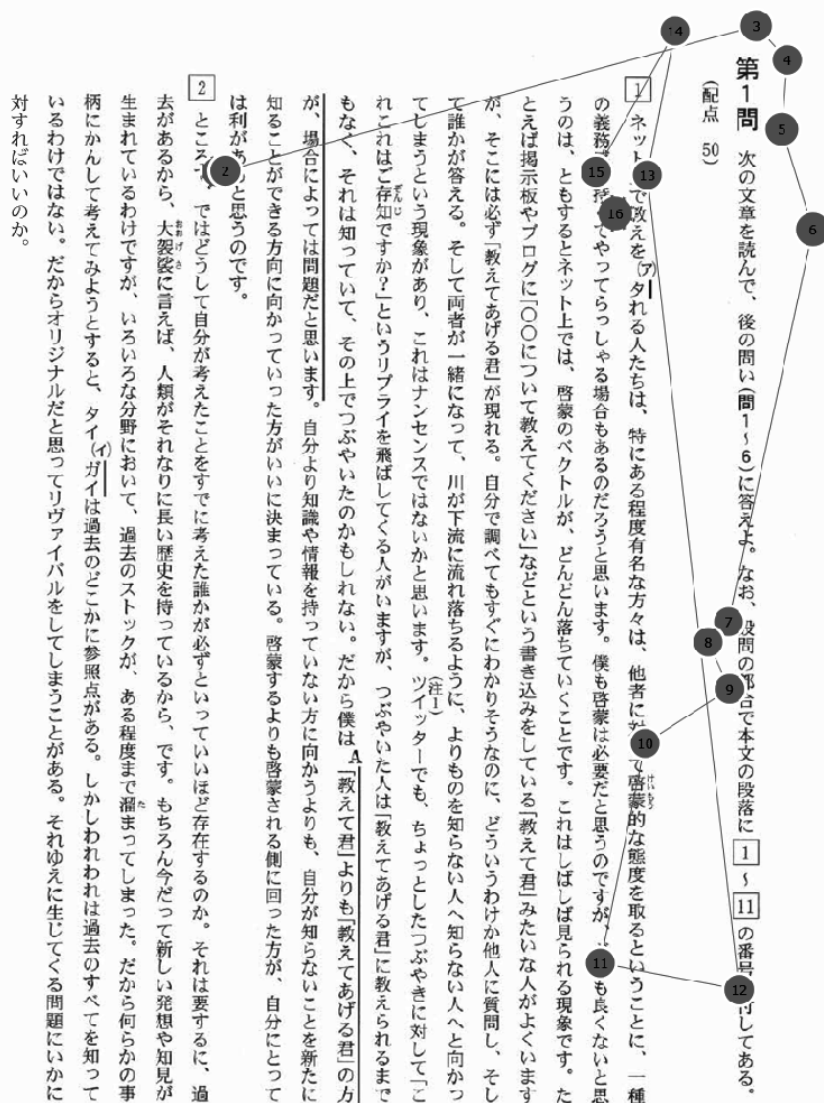 第1問 次の文章を読んで、後の問い(問1~6)に答えよ。なお、設問の都合で本文の段落に 1 ~ 11 の番号を付してある。
(配点 50)
1 ネット上で教えを(ア)タれる人たちは、特にある程度有名な方々は、他者に対して啓蒙的な態度を取るということに、一種
の義務感を持ってやってらっしゃる場合もあるのだろうと思います。僕も啓蒙は必要だと思うのですが、も良くないと思
うのは、ともするとネット上では、啓蒙のベクトルが、どんどん落ちていくことです。これはしばしば見られる現象です。た
とえば掲示板やブログに「〇〇について教えてください」などという書き込みをしている「教えて君」みたいな人がよくいます
が、そこには必ず「教えてあげる君」が現れる。自分で調べてもすぐにわかりそうなのに、どういうわけか他人に質問し、そし
て誰かが答える。そして両者が一緒になって、川が下流に流れ落ちるように、よりものを知らない人へ知らない人へと向かっ
てしまうという現象があり、これはナンセンスではないかと思います。ツイッターでも、ちょっとしたつぶやきに対して「こ
れこれはご存知ですか?」というリプライを飛ばしてくる人がいますが、つぶやいた人は「教えてあげる君」に教えられるまで
もなく、それは知っていて、その上でつぶやいたのかもしれない。だから僕は「教えて君」よりも「教えてあげる君」の方
が、場合によっては問題だと思います。自分より知識や情報を持っていない方に向かうよりも、自分が知らないことを新たに
知ることができる方向に向かっていった方がいいに決まっている。啓蒙するよりも啓蒙される側に回った方が、自分にとって
は利があると思うのです。
2 ところで、ではどうして自分が考えたことをすでに考えた誰かが必ずといっていいほど存在するのか。それは要するに、過
去があるから、大袈裟に言えば、人類がそれなりに長い歴史を持っているから、です。もちろん今だって新しい発想や知見が
生まれているわけですが、いろいろな分野において、過去のストックが、ある程度まで溜まってしまった。だから何らかの事
柄にかんして考えてみようとすると、タイ(イ)ガイは過去のどこかに参照点がある。しかしわれわれは過去のすべてを知って
いるわけではない。だからオリジナルだと思ってリヴァイバルをしてしまうことがある。それゆえに生じてくる問題にいかに
対すればいいのか。